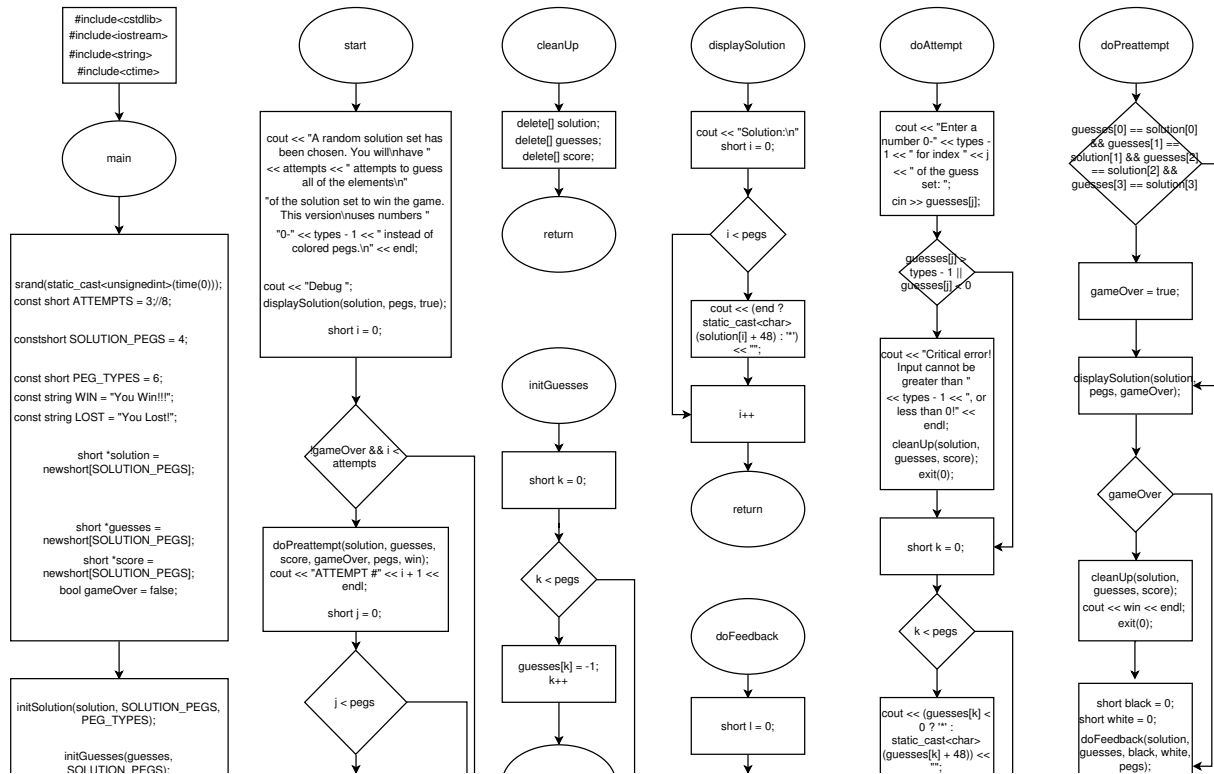 #include<cstdlib>
#include<iostream>
#include<string>
#include<ctime>
main
srand(static_cast<unsignedint>(time(0)));
const short ATTEMPTS = 3;//8;
constshort SOLUTION_PEGS = 4;
const short PEG_TYPES = 6;
const string WIN = "You Win!!!";
const string LOST = "You Lost!";
short *solution =
newshort[SOLUTION_PEGS];
short *guesses =
newshort[SOLUTION_PEGS];
short *score =
newshort[SOLUTION_PEGS];
bool gameOver = false;
initSolution(solution, SOLUTION_PEGS,
PEG_TYPES);
initGuesses(guesses,
SOLUTION_PEGS);
start
cout << "A random solution set has
been chosen. You will\nhave "
<< attempts << " attempts to guess
all of the elements\n"
"of the solution set to win the game.
This version\nuses numbers "
"0-" << types - 1 << " instead of
colored pegs.\n" << endl;
cout << "Debug ";
displaySolution(solution, pegs, true);
short i = 0;
!gameOver && i <
attempts
doPreattempt(solution, guesses,
score, gameOver, pegs, win);
cout << "ATTEMPT #" << i + 1 <<
endl;
short j = 0;
j < pegs
cleanUp
delete[] solution;
delete[] guesses;
delete[] score;
return
initGuesses
short k = 0;
k < pegs
guesses[k] = -1;
k++
displaySolution
cout << "Solution:\n"
short i = 0;
i < pegs
cout << (end ?
static_cast<char>
(solution[i] + 48) : '*')
<< "";
i++
return
doFeedback
short l = 0;
doAttempt
cout << "Enter a
number 0-" << types -
1 << " for index " << j
<< " of the guess
set: ";
cin >> guesses[j];
guesses[j] >
types - 1 ||
guesses[j] < 0
cout << "Critical error!
Input cannot be
greater than "
<< types - 1 << ", or
less than 0!" <<
endl;
cleanUp(solution,
guesses, score);
exit(0);
short k = 0;
k < pegs
cout << (guesses[k] <
0 ? '*' :
static_cast<char>
(guesses[k] + 48)) <<
"";
doPreattempt
guesses[0] == solution[0]
&& guesses[1] ==
solution[1] && guesses[2]
== solution[2] &&
guesses[3] == solution[3]
gameOver = true;
displaySolution(solution,
pegs, gameOver);
gameOver
cleanUp(solution,
guesses, score);
cout << win << endl;
exit(0);
short black = 0;
short white = 0;
doFeedback(solution,
guesses, black, white,
pegs);